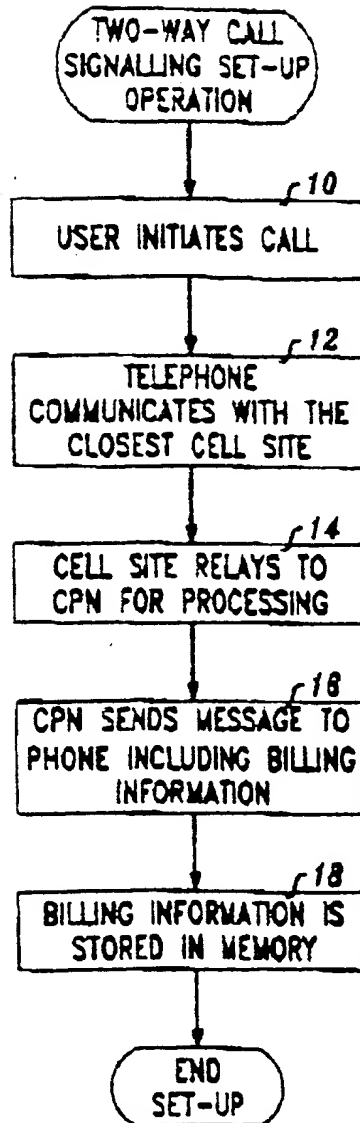 TWO-WAY CALL
SIGNALLING SET-UP
OPERATION
10
USER INITIATES CALL
12
TELEPHONE
COMMUNICATES WITH THE
CLOSEST CELL SITE
14
CELL SITE RELAYS TO
CPN FOR PROCESSING
16
CPN SENDS MESSAGE TO
PHONE INCLUDING BILLING
INFORMATION
18
BILLING INFORMATION IS
STORED IN MEMORY
END
SET-UP